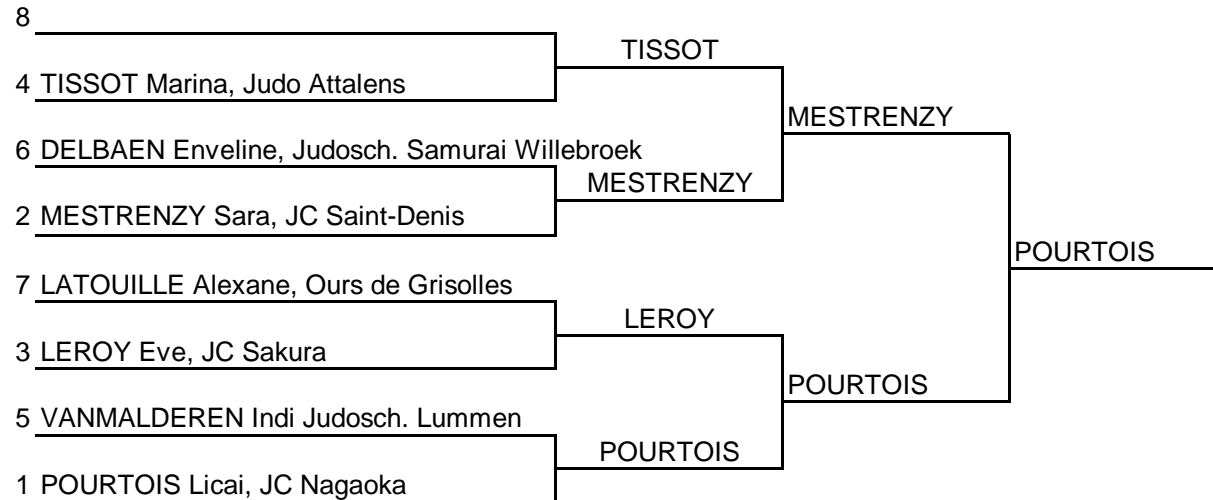 8
TISSOT
4 TISSOT Marina, Judo Attalens
MESTRENZY
6 DELBAEN Enveline, Judosch. Samurai Willebroek
MESTRENZY
2 MESTRENZY Sara, JC Saint-Denis
POURTOIS
7 LATOUILLE Alexane, Ours de Grisolles
LEROY
3 LEROY Eve, JC Sakura
POURTOIS
5 VANMALDEREN Indi Judosch. Lummen
POURTOIS
1 POURTOIS Licai, JC Nagaoka